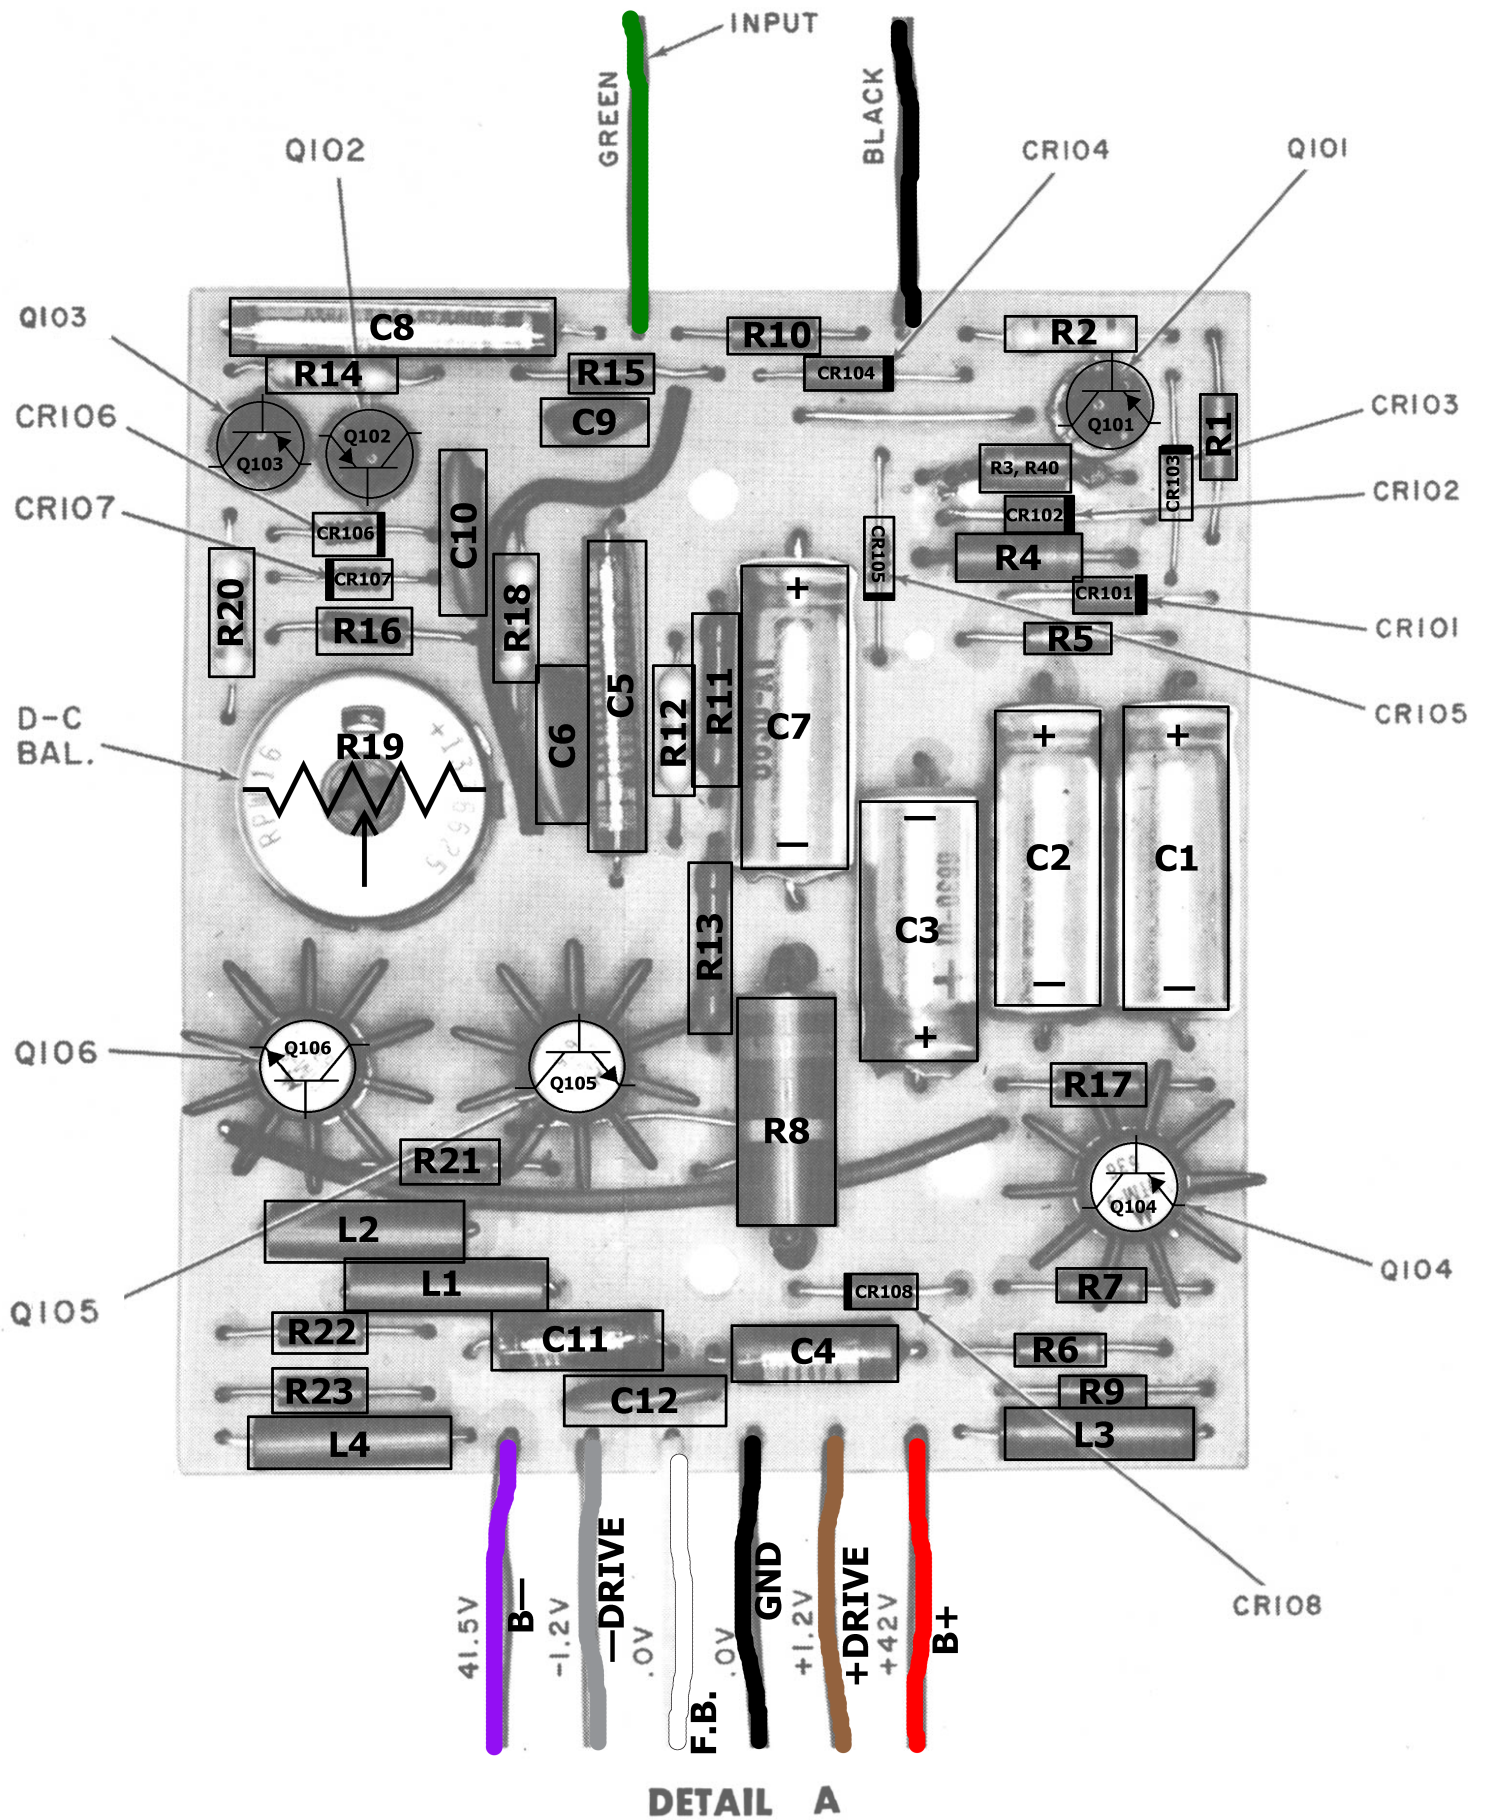 INPUT
GREEN
BLACK
Q102
CR104
Q101
Q103
C8
R10
R2
R14
R15
CR104
CR106
C9
Q102
Q101
R1
CR103
Q103
R3, R40
CR103
CR107
C10
CR106
CR102
CR102
CR105
R4
CR107
R20
R18
+
CR101
R16
R5
CR101
D-C
BAL.
R19
C6
C5
R12
R11
C7
+
+
CR105
—
—
C2
C1
R13
C3
—
—
+
Q106
Q106
Q105
R17
R8
R21
Q104
L2
L1
CR108
R7
Q104
Q105
R22
C11
C4
R6
R23
C12
R9
L4
L3
41.5V
B—
-1.2V
—DRIVE
.0V
F.B.
.0V
GND
+1.2V
+DRIVE
+42V
B+
CR108
DETAIL A